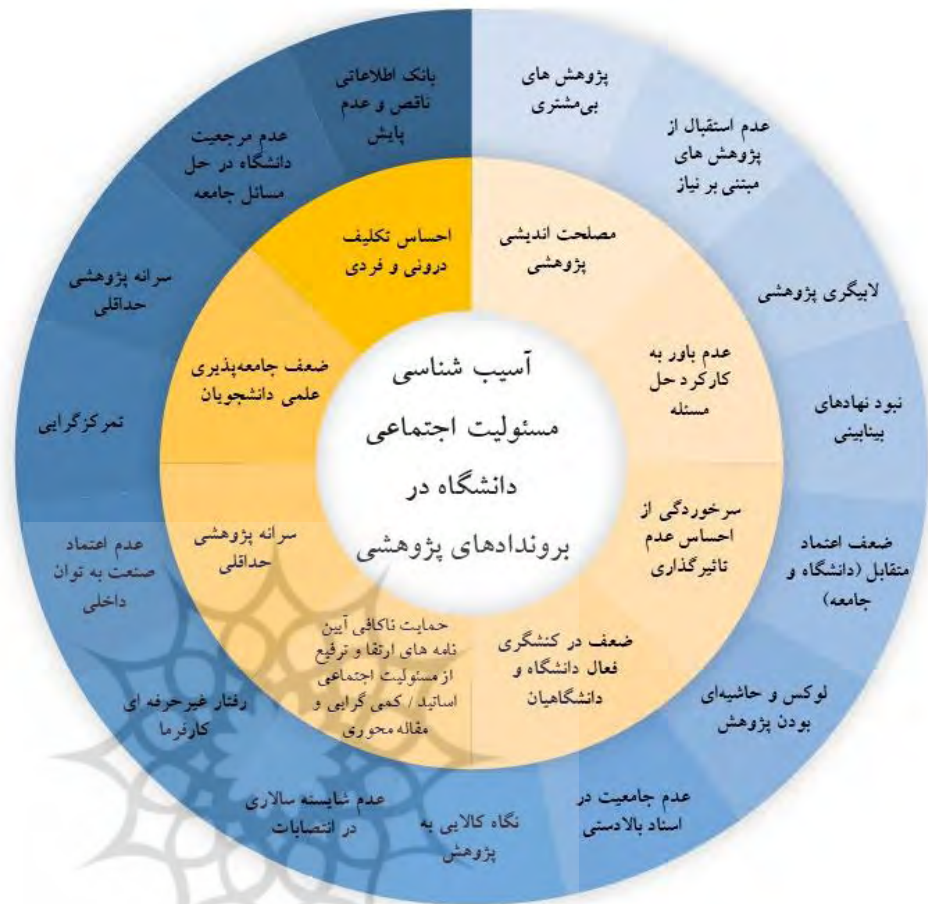 آسیب شناسی
مسئولیت اجتماعی
دانشگاه در
بروندادهای پژوهشی
مصلحت اندیشی
پژوهشی
عدم باور به
کارکرد حل
مسئله
سرخوردگی از
احساس عدم
تاثیرگذاری
ضعف در کنشگری
فعال دانشگاه و
دانشگاهیان
حمایت ناکافی آیین
نامه های ارتقا و ترفیع
از مسئولیت اجتماعی
اساتید / کمی گرایی و
مقاله محوری
سرانه پژوهشی
حداقلی
ضعف جامعه‌پذیری
علمی دانشجویان
احساس تکلیف
درونی و فردی
پژوهش های
بی‌مشتری
عدم استقبال از
پژوهش های
مبتنی بر نیاز
لابیگری پژوهشی
نبود نهادهای
بینابینی
ضعف اعتماد
متقابل (دانشگاه و
جامعه)
لوکس و حاشیه‌ای
بودن پژوهش
عدم جامعیت در
اسناد بالادستی
نگاه کالایی به
پژوهش
عدم شایسته سالاری
در انتصابات
رفتار غیرحرفه ای
کارفرما
عدم اعتماد
صنعت به توان
داخلی
تمرکزگرایی
سرانه پژوهشی
حداقلی
عدم مرجعیت
دانشگاه در حل
مسائل جامعه
بانک اطلاعاتی
ناقص و عدم
پایش